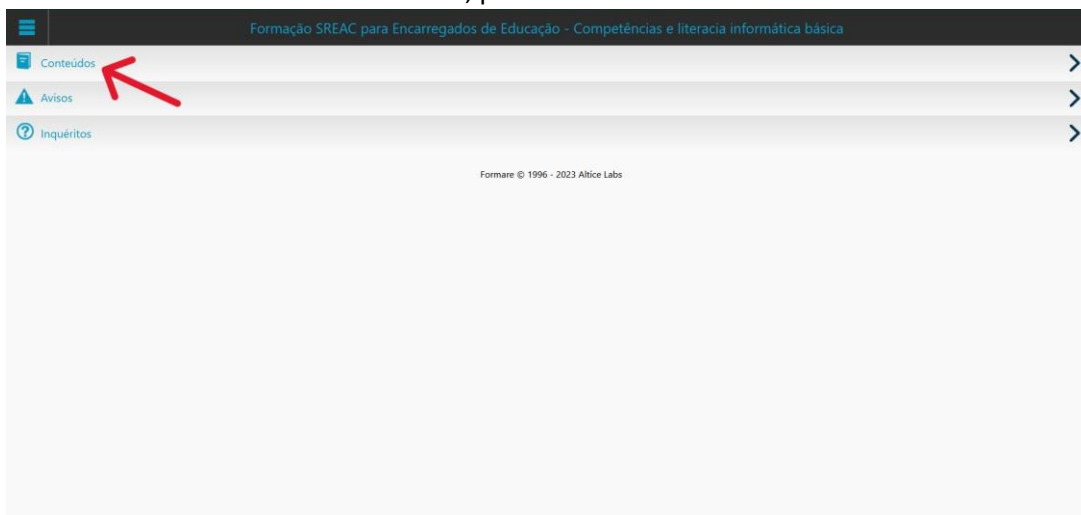 Formação SREAC para Encarregados de Educação - Competências e literacia informática básica
Conteúdos
Avisos
Inquéritos
Formare © 1996 - 2023 Altice Labs